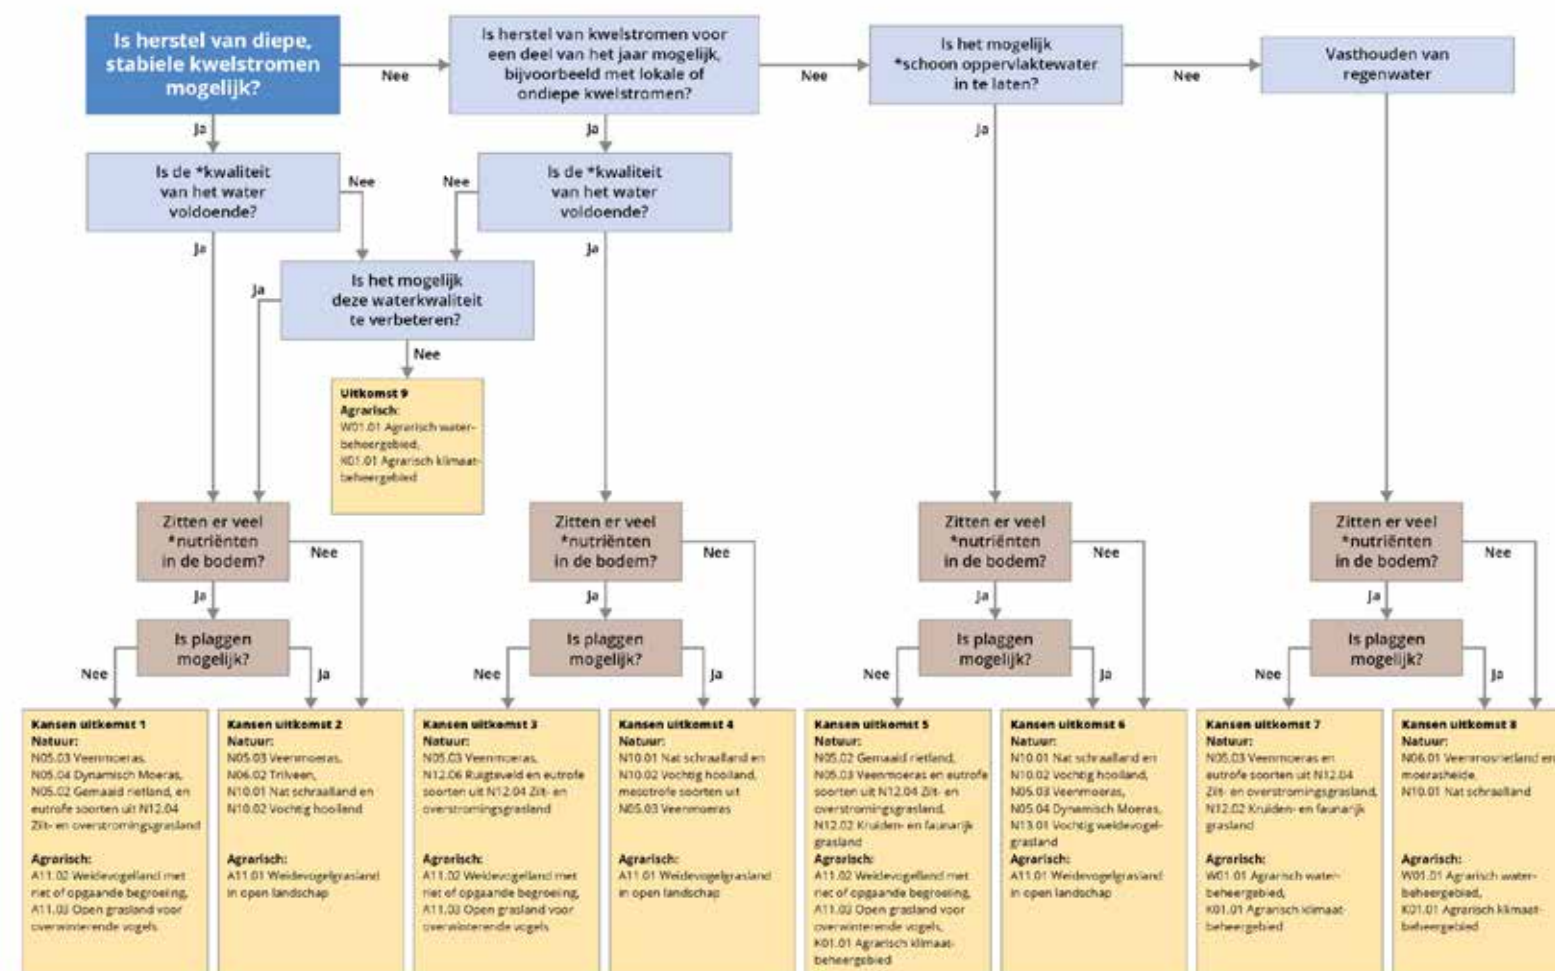 Is herstel van diepe,
stabiele kwelstromen
mogelijk?
Nee
Is herstel van kwelstromen voor
een deel van het jaar mogelijk,
bijvoorbeeld met lokale of
ondiepe kwelstromen?
Nee
Is het mogelijk
*schoon oppervlaktewater
in te laten?
Nee
Vasthouden van
regenwater
Ja
Ja
Ja
Is de *kwaliteit
van het water
voldoende?
Nee
Nee
Is de *kwaliteit
van het water
voldoende?
Ja
Ja
Is het mogelijk
deze waterkwaliteit
te verbeteren?
Ja
Nee
Uitkomst 9
Agrarisch:
W01.01 Agrarisch water-
beheergebied,
K01.01 Agrarisch klimaat-
beheergebied
Zitten er veel
*nutriënten
in de bodem?
Nee
Ja
Is plaggen
mogelijk?
Nee
Ja
Zitten er veel
*nutriënten
in de bodem?
Nee
Ja
Is plaggen
mogelijk?
Nee
Ja
Zitten er veel
*nutriënten
in de bodem?
Nee
Ja
Is plaggen
mogelijk?
Nee
Ja
Zitten er veel
*nutriënten
in de bodem?
Nee
Ja
Is plaggen
mogelijk?
Nee
Ja
Kansen uitkomst 1
Natuur:
N05.03 Veenmoeras,
N05.04 Dynamisch Moeras,
N05.02 Gemaaid rietland, en
eutrofe soorten uit N12.04
Zilt- en overstromingsgrasland
Agrarisch:
A11.02 Weidevogelland met
riet of opgaande begroeiing,
A11.03 Open grasland voor
overwinterende vogels
Kansen uitkomst 2
Natuur:
N05.03 Veenmoeras,
N06.02 Trilveen,
N10.01 Nat schraalland en
N10.02 Vochtig hooiland
Agrarisch:
A11.01 Weidevogelgrasland
in open landschap
Kansen uitkomst 3
Natuur:
N05.03 Veenmoeras,
N12.06 Ruigteveld en eutrofe
soorten uit N12.04 Zilt- en
overstromingsgrasland
Agrarisch:
A11.02 Weidevogelland met
riet of opgaande begroeiing,
A11.03 Open grasland voor
overwinterende vogels
Kansen uitkomst 4
Natuur:
N10.01 Nat schraalland en
N10.02 Vochtig hooiland,
mesotrofe soorten uit
N05.03 Veenmoeras
Agrarisch:
A11.01 Weidevogelgrasland
in open landschap
Kansen uitkomst 5
Natuur:
N05.02 Gemaaid rietland,
N05.03 Veenmoeras en eutrofe
soorten uit N12.04 Zilt- en
overstromingsgrasland,
N12.02 Kruiden- en faunarijk
grasland
Agrarisch:
A11.02 Weidevogelland met
riet of opgaande begroeiing,
A11.03 Open grasland voor
overwinterende vogels,
K01.01 Agrarisch klimaat-
beheergebied
Kansen uitkomst 6
Natuur:
N10.01 Nat schraalland en
N10.02 Vochtig hooiland,
N05.03 Veenmoeras,
N05.04 Dynamisch Moeras,
N13.01 Vochtig weidevogel-
grasland
Agrarisch:
A11.01 Weidevogelgrasland
in open landschap
Kansen uitkomst 7
Natuur:
N05.03 Veenmoeras en
eutrofe soorten uit N12.04
Zilt- en overstromingsgrasland,
N12.02 Kruiden- en faunarijk
grasland
Agrarisch:
W01.01 Agrarisch water-
beheergebied,
K01.01 Agrarisch klimaat-
beheergebied
Kansen uitkomst 8
Natuur:
N06.01 Veenmosrietland en
moerasheide,
N10.01 Nat schraalland
Agrarisch:
W01.01 Agrarisch water-
beheergebied,
K01.01 Agrarisch klimaat-
beheergebied